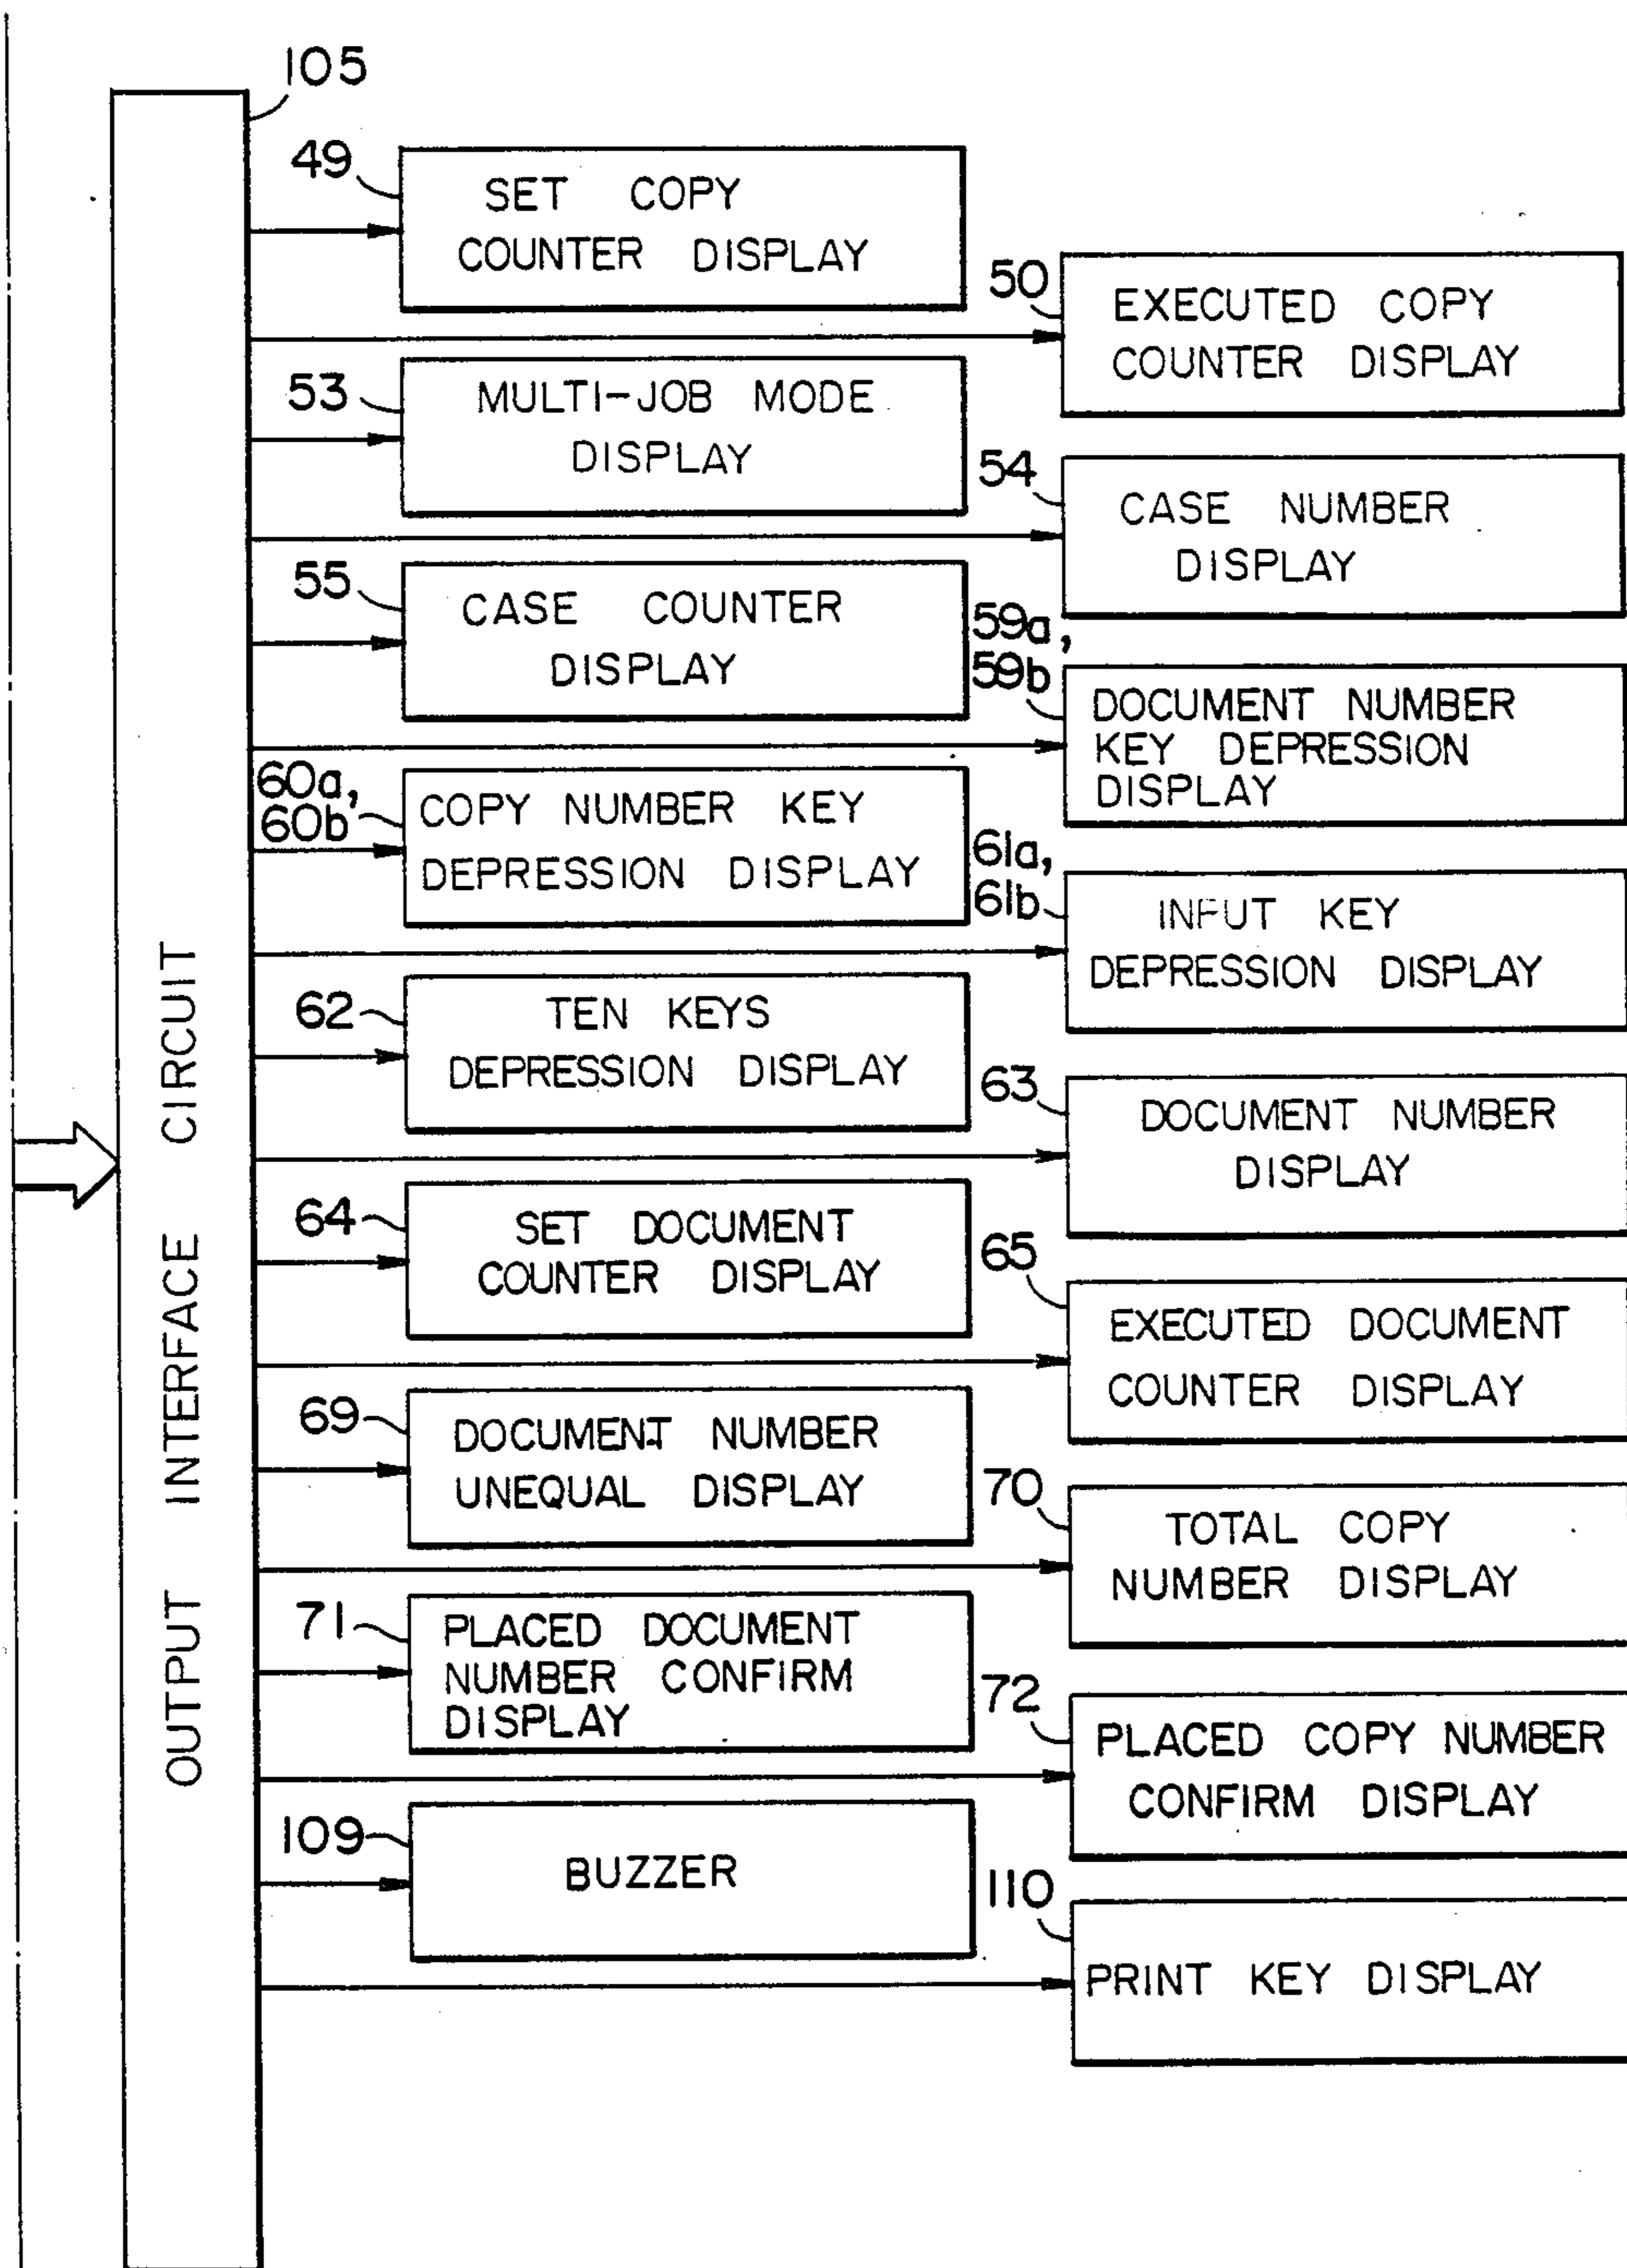 105
49
SET COPY
COUNTER DISPLAY
50
EXECUTED COPY
COUNTER DISPLAY
53
MULTI-JOB MODE
DISPLAY
54
CASE NUMBER
DISPLAY
55
CASE COUNTER
DISPLAY
59a,
59b
DOCUMENT NUMBER
KEY DEPRESSION
DISPLAY
60a,
60b
COPY NUMBER KEY
DEPRESSION DISPLAY
61a,
61b
INPUT KEY
DEPRESSION DISPLAY
62
TEN KEYS
DEPRESSION DISPLAY
63
DOCUMENT NUMBER
DISPLAY
64
SET DOCUMENT
COUNTER DISPLAY
65
EXECUTED DOCUMENT
COUNTER DISPLAY
69
DOCUMENT NUMBER
UNEQUAL DISPLAY
70
TOTAL COPY
NUMBER DISPLAY
71
PLACED DOCUMENT
NUMBER CONFIRM
DISPLAY
72
PLACED COPY NUMBER
CONFIRM DISPLAY
109
BUZZER
110
PRINT KEY DISPLAY
OUTPUT INTERFACE CIRCUIT